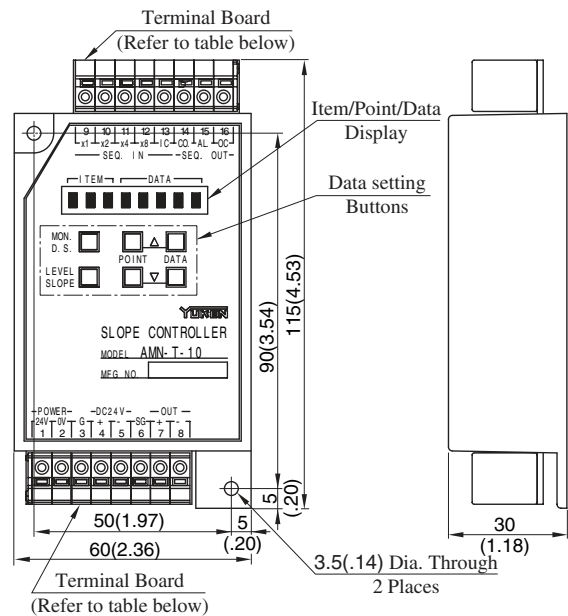 Terminal Board
(Refer to table below)
Item/Point/Data
Display
Data setting
Buttons
9 10 11 12 13 14 15 16
x1 x2 x4 x8 IC CO. AL OC
SEQ. IN SEQ. OUT
ITEM DATA
MON.
D. S.
POINT DATA
LEVEL
SLOPE
YUKEN
SLOPE CONTROLLER
MODEL AMN-T-10
MFG NO.
POWER DC24V OUT
24V 0V G + - SG + -
1 2 3 4 5 6 7 8
90(3.54)
115(4.53)
5
(.20)
50(1.97)
5
(.20)
60(2.36)
30
(1.18)
3.5(.14) Dia. Through
2 Places
Terminal Board
(Refer to table below)